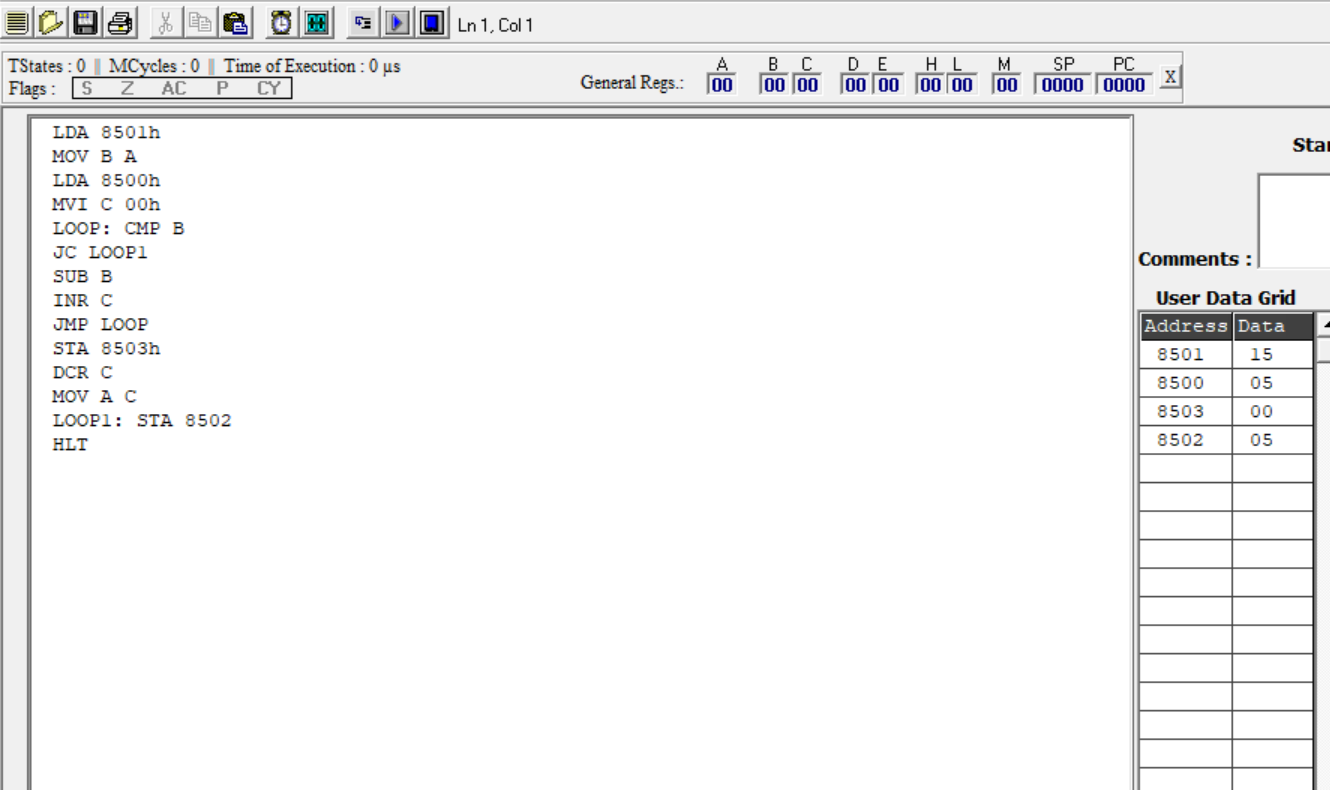 Ln 1, Col 1
TStates : 0 || MCycles : 0 || Time of Execution : 0 µs
Flags : S Z AC P CY
General Regs.: A B C D E H L M SP PC
00 00 00 00 00 00 00 00 0000 0000 X
LDA 8501h
MOV B A
LDA 8500h
MVI C 00h
LOOP: CMP B
JC LOOP1
SUB B
INR C
JMP LOOP
STA 8503h
DCR C
MOV A C
LOOP1: STA 8502
HLT
Comments :
User Data Grid
Address Data
8501 15
8500 05
8503 00
8502 05